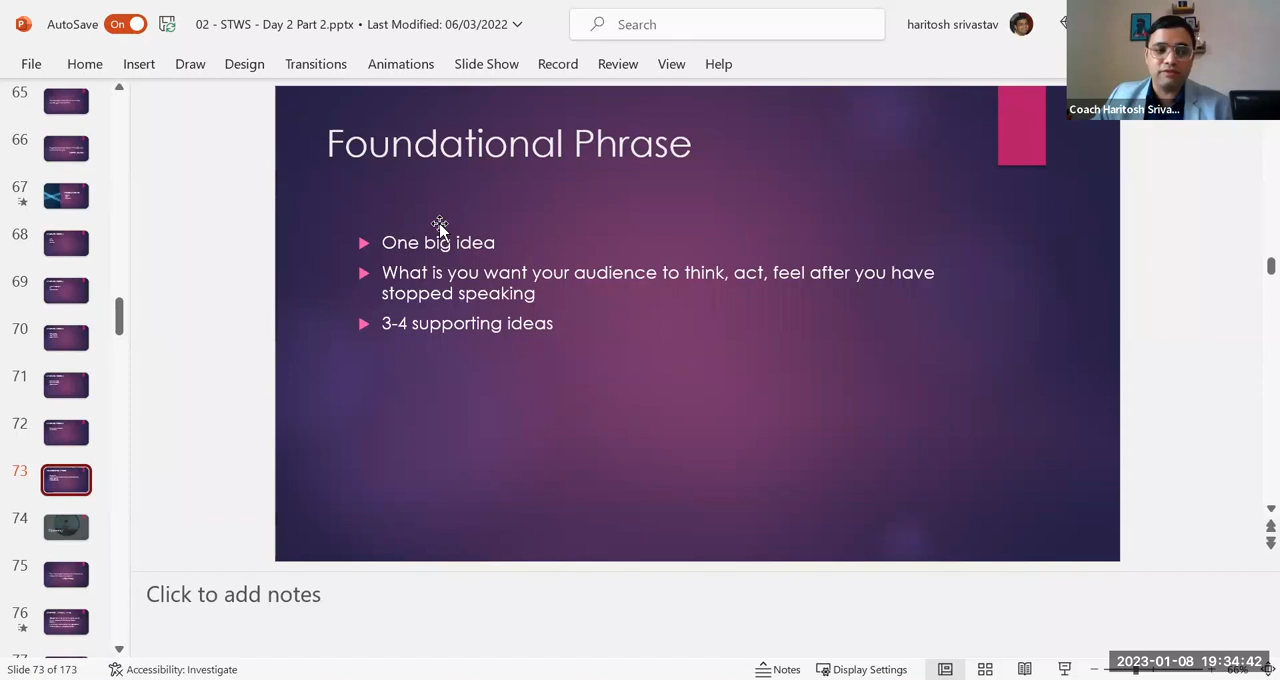 AutoSave On 02 - STWS - Day 2 Part 2.pptx • Last Modified: 06/03/2022 Search haritosh srivastav
File Home Insert Draw Design Transitions Animations Slide Show Record Review View Help
Coach Haritosh Sriva...
65
66
67
68
69
70
71
72
73
74
75
76
Foundational Phrase
One big idea
What is you want your audience to think, act, feel after you have
stopped speaking
3-4 supporting ideas
Click to add notes
Slide 73 of 173 Accessibility: Investigate Notes Display Settings
2023-01-08 19:34:42